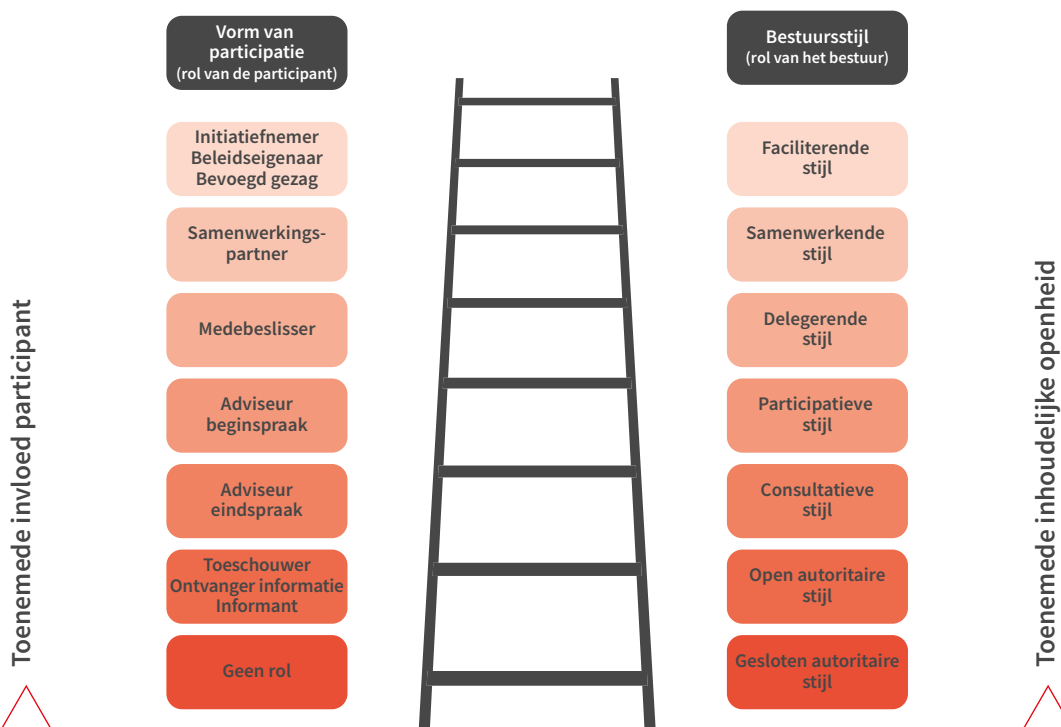 Vorm van
participatie
(rol van de participant)
Bestuursstijl
(rol van het bestuur)
Initiatiefnemer
Beleidseigenaar
Bevoegd gezag
Faciliterende
stijl
Samenwerkings-
partner
Samenwerkende
stijl
Medebeslisser
Delegerende
stijl
Adviseur
beginspraak
Participatieve
stijl
Adviseur
eindspraak
Consultatieve
stijl
Toeschouwer
Ontvanger informatie
Informant
Open autoritaire
stijl
Geen rol
Gesloten autoritaire
stijl
Toenemede invloed participant
Toenemede inhoudelijke openheid